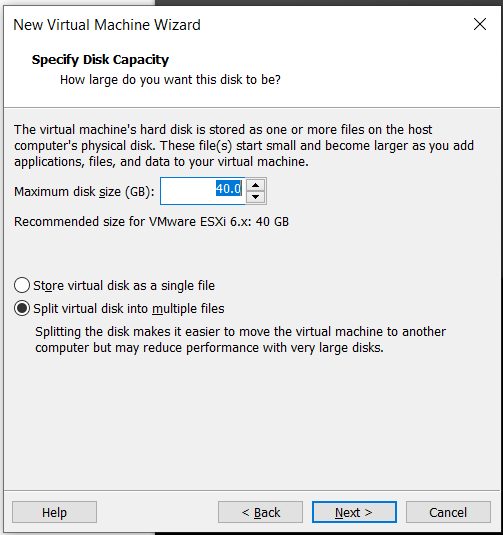 New Virtual Machine Wizard
Specify Disk Capacity
How large do you want this disk to be?
The virtual machine's hard disk is stored as one or more files on the host
computer's physical disk. These file(s) start small and become larger as you add
applications, files, and data to your virtual machine.
Maximum disk size (GB): 40.0
Recommended size for VMware ESXi 6.x: 40 GB
Store virtual disk as a single file
Split virtual disk into multiple files
Splitting the disk makes it easier to move the virtual machine to another
computer but may reduce performance with very large disks.
Help < Back Next > Cancel